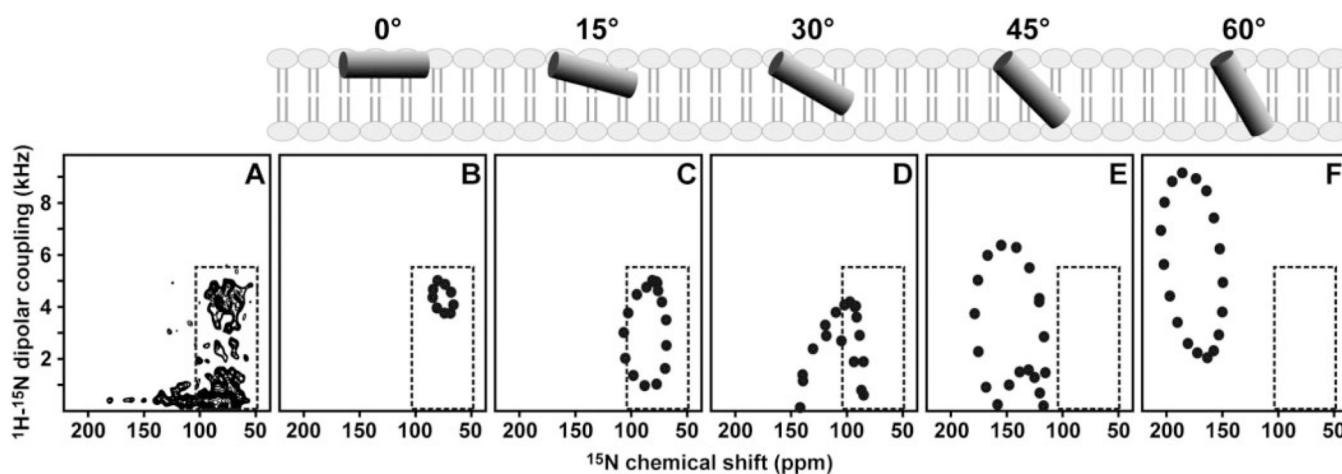 0° 15° 30° 45° 60°
A B C D E F
¹H-¹⁵N dipolar coupling (kHz)
8
6
4
2
200 150 100 50 200 150 100 50 200 150 100 50 200 150 100 50 200 150 100 50 200 150 100 50
¹⁵N chemical shift (ppm)